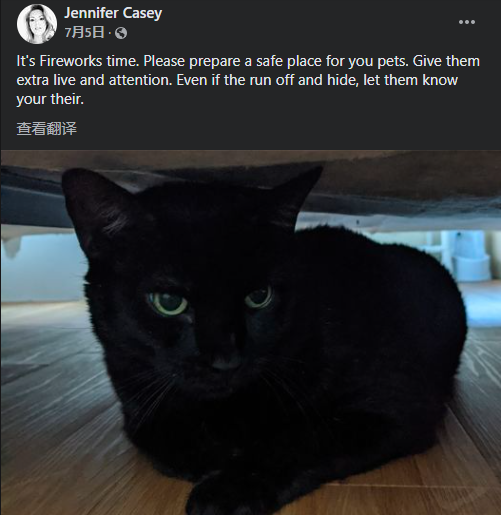 Jennifer Casey
7月5日 ·
It's Fireworks time. Please prepare a safe place for you pets. Give them
extra live and attention. Even if the run off and hide, let them know
your their.
查看翻译